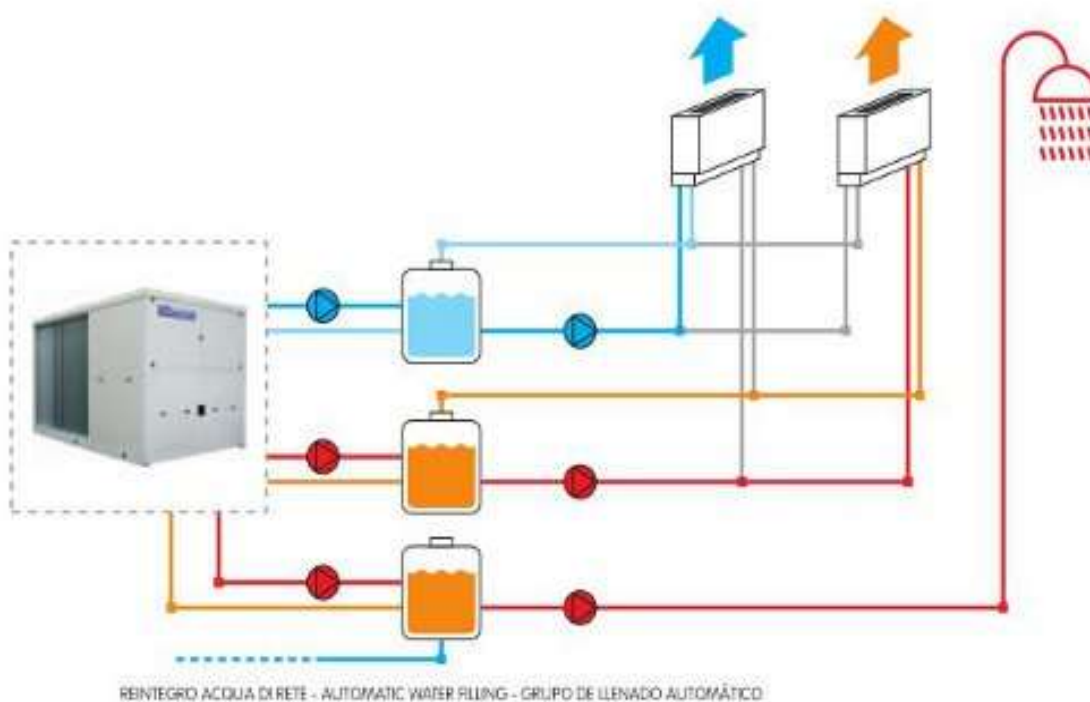 REINTEGRO ACQUA DI RETE - AUTOMATIC WATER FILLING - GRUPO DE LLENADO AUTOMÁTICO